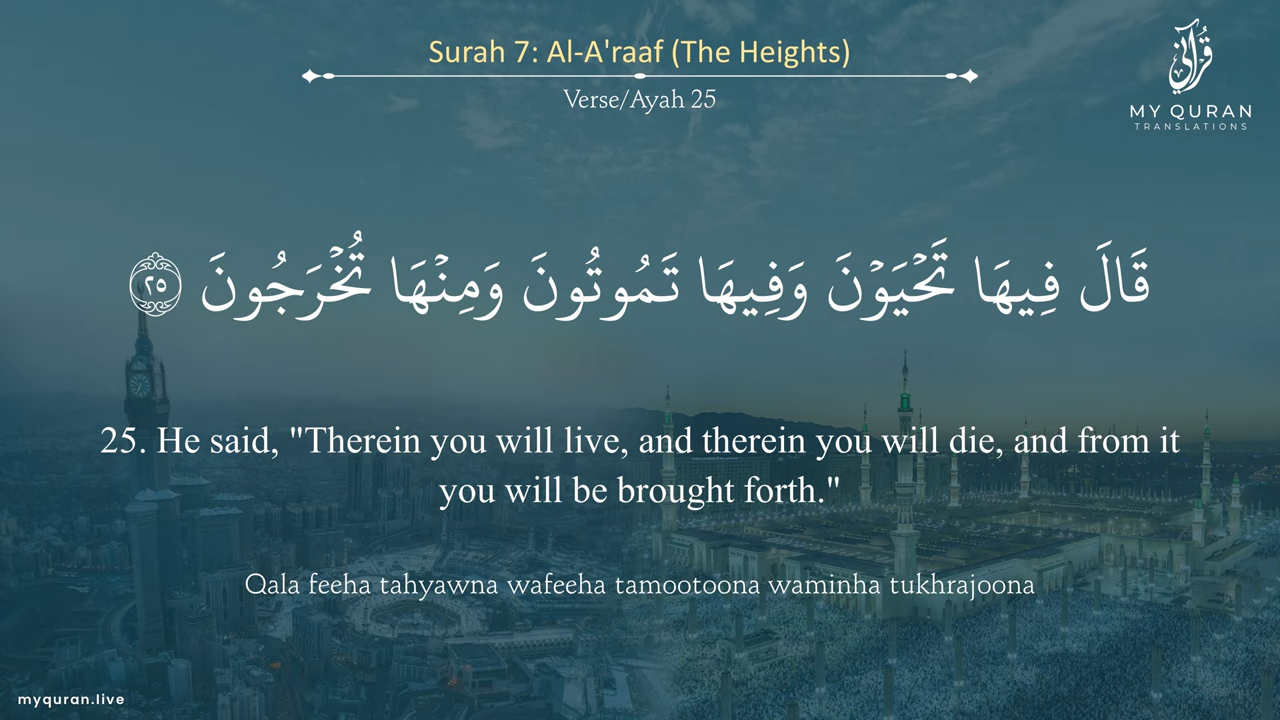 Surah 7: Al-A'raaf (The Heights)
Verse/Ayah 25
قرآني
MY QURAN
TRANSLATIONS
قَالَ فِيهَا تَحْيَوْنَ وَفِيهَا تَمُوتُونَ وَمِنْهَا تُخْرَجُونَ ٢٥
25. He said, "Therein you will live, and therein you will die, and from it
you will be brought forth."
Qala feeha tahyawna wafeeha tamootoona waminha tukhrajoona
myquran.live